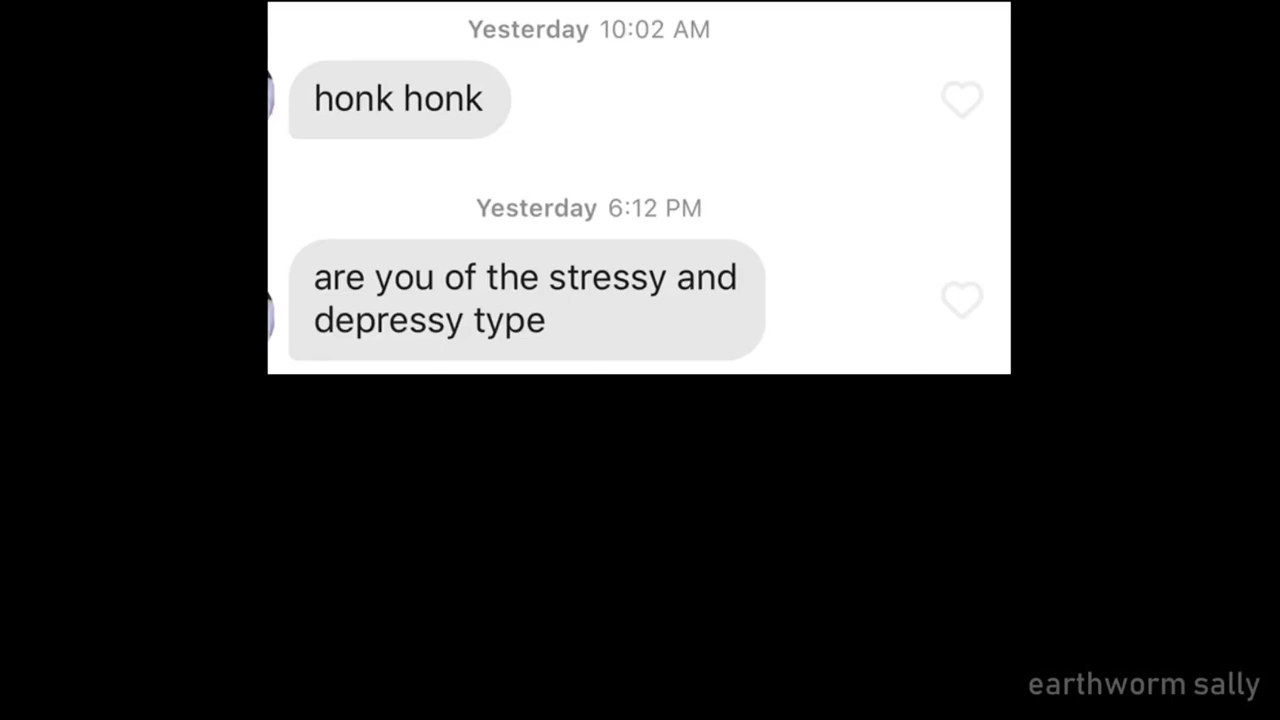 Yesterday 10:02 AM
honk honk
Yesterday 6:12 PM
are you of the stressy and
depressy type
earthworm sally